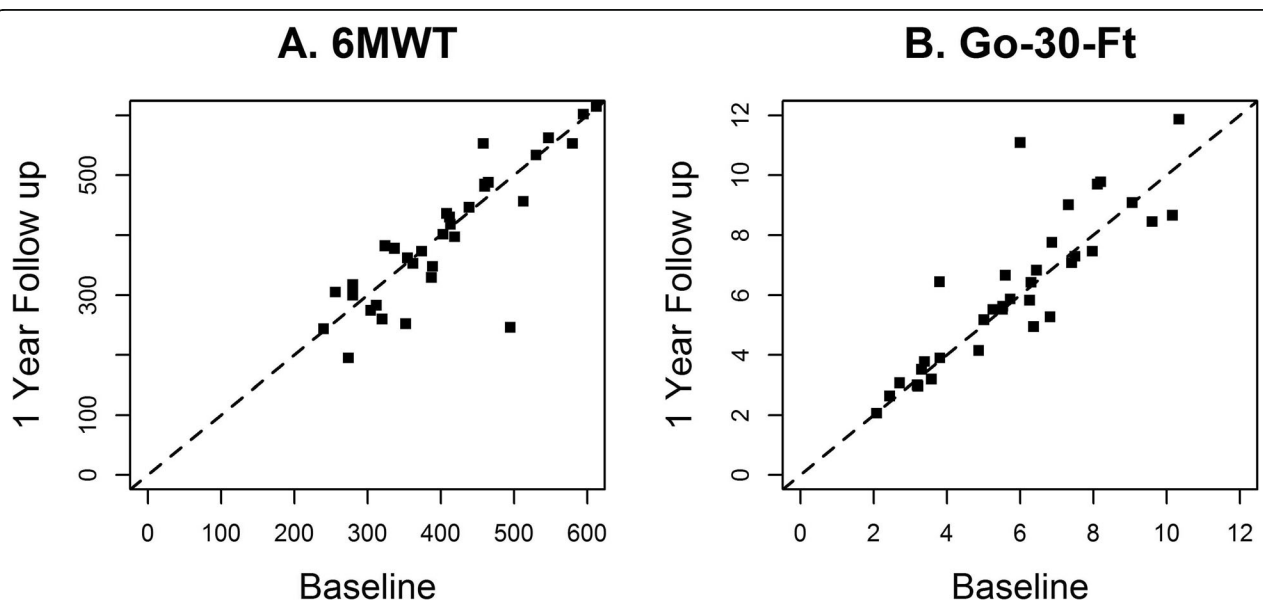 A. 6MWT
1 Year Follow up
500
300
100
0
0 100 200 300 400 500 600
Baseline
B. Go-30-Ft
1 Year Follow up
12
10
8
6
4
2
0
0 2 4 6 8 10 12
Baseline